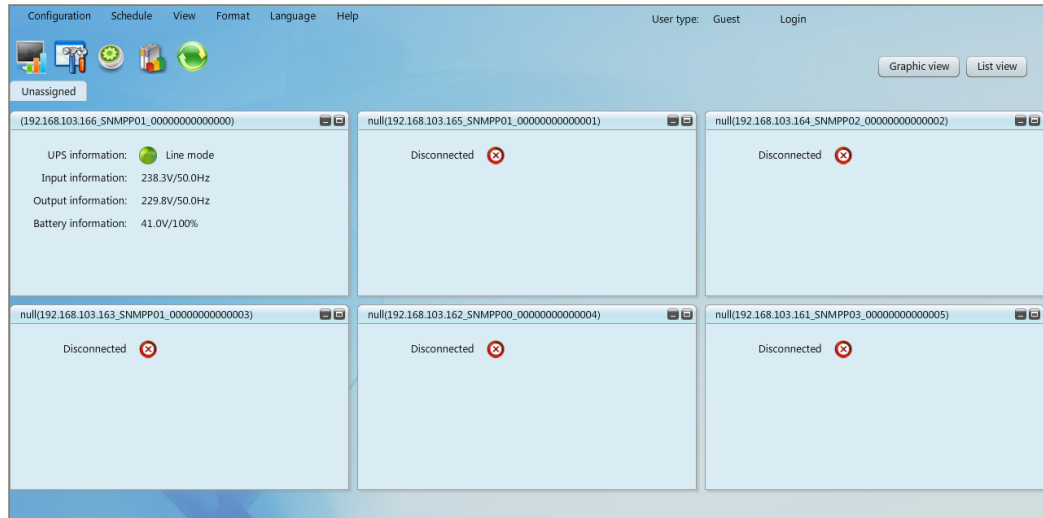 Configuration Schedule View Format Language Help User type: Guest Login
Graphic view List view
Unassigned
(192.168.103.166_SNMPP01_00000000000000)
UPS information: Line mode
Input information: 238.3V/50.0Hz
Output information: 229.8V/50.0Hz
Battery information: 41.0V/100%
null(192.168.103.165_SNMPP01_00000000000001)
Disconnected
null(192.168.103.164_SNMPP02_00000000000002)
Disconnected
null(192.168.103.163_SNMPP01_00000000000003)
Disconnected
null(192.168.103.162_SNMPP00_00000000000004)
Disconnected
null(192.168.103.161_SNMPP03_00000000000005)
Disconnected